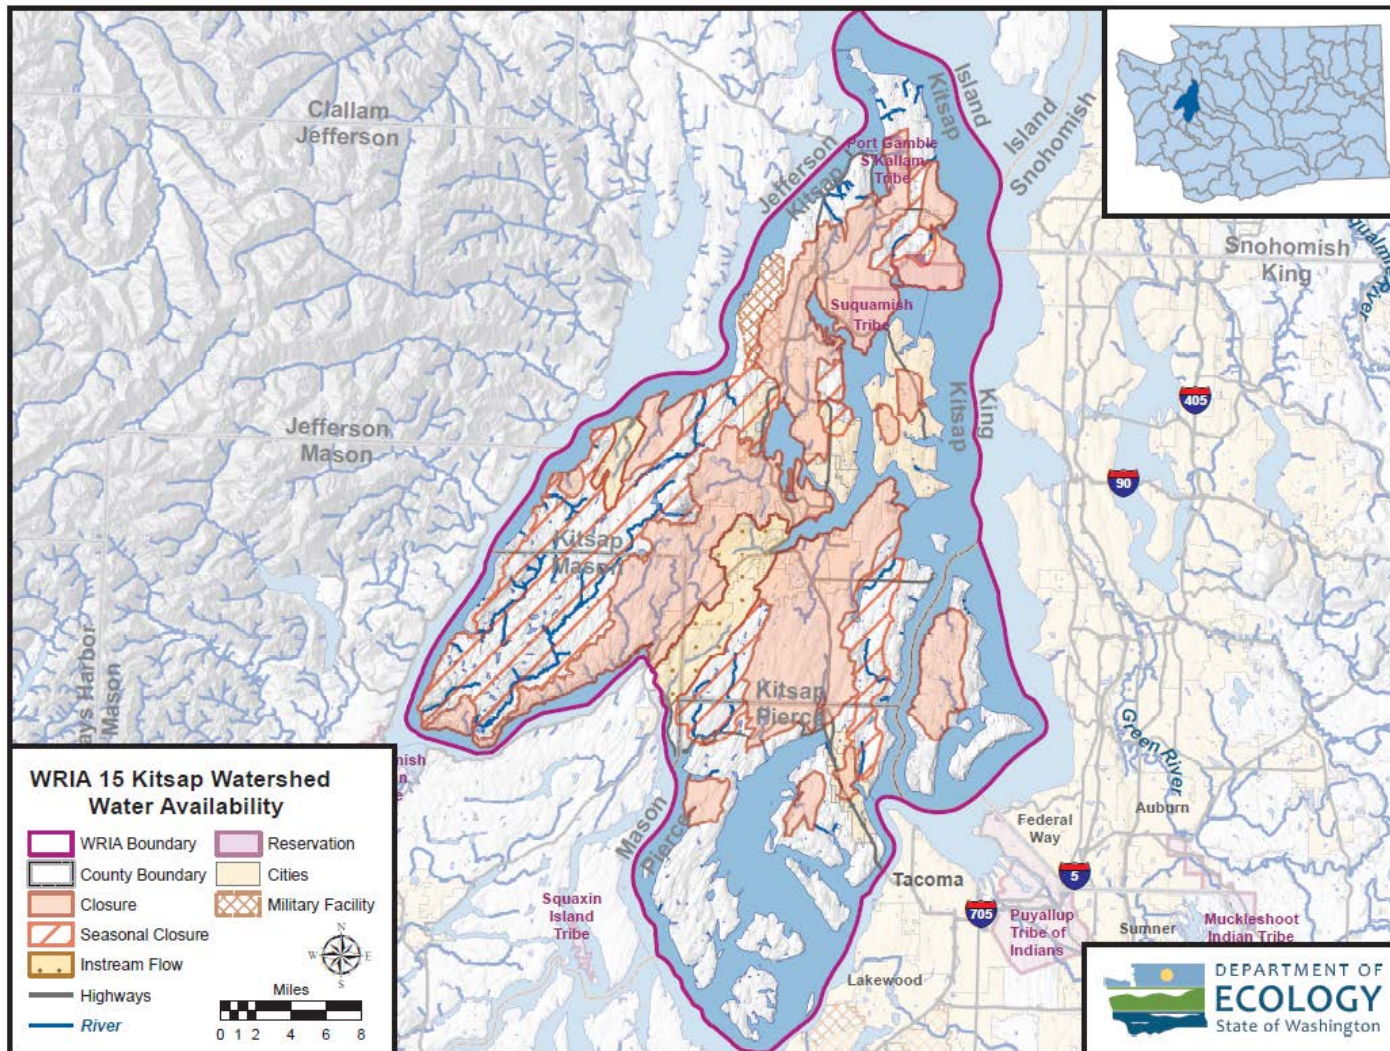 Clallam
Jefferson
Jefferson
Mason
Jefferson
Kitsap
Island
Kitsap
Island
Snohomish
Snohomish
King
Port Gamble
S'Kallam
Tribe
Suquamish
Tribe
King
Kitsap
405
90
Kitsap
Mason
Kitsap
Pierce
Mason
Pierce
Mason
Harbor
River
Green River
Auburn
Federal
Way
Tacoma
5
705
Puyallup
Tribe of
Indians
Sumner
Muckleshoot
Indian Tribe
Lakewood
Squaxin
Island
Tribe
WRIA 15 Kitsap Watershed
Water Availability
WRIA Boundary
County Boundary
Closure
Seasonal Closure
Instream Flow
Highways
River
Reservation
Cities
Military Facility
N
W E
S
Miles
0 1 2 4 6 8
DEPARTMENT OF
ECOLOGY
State of Washington